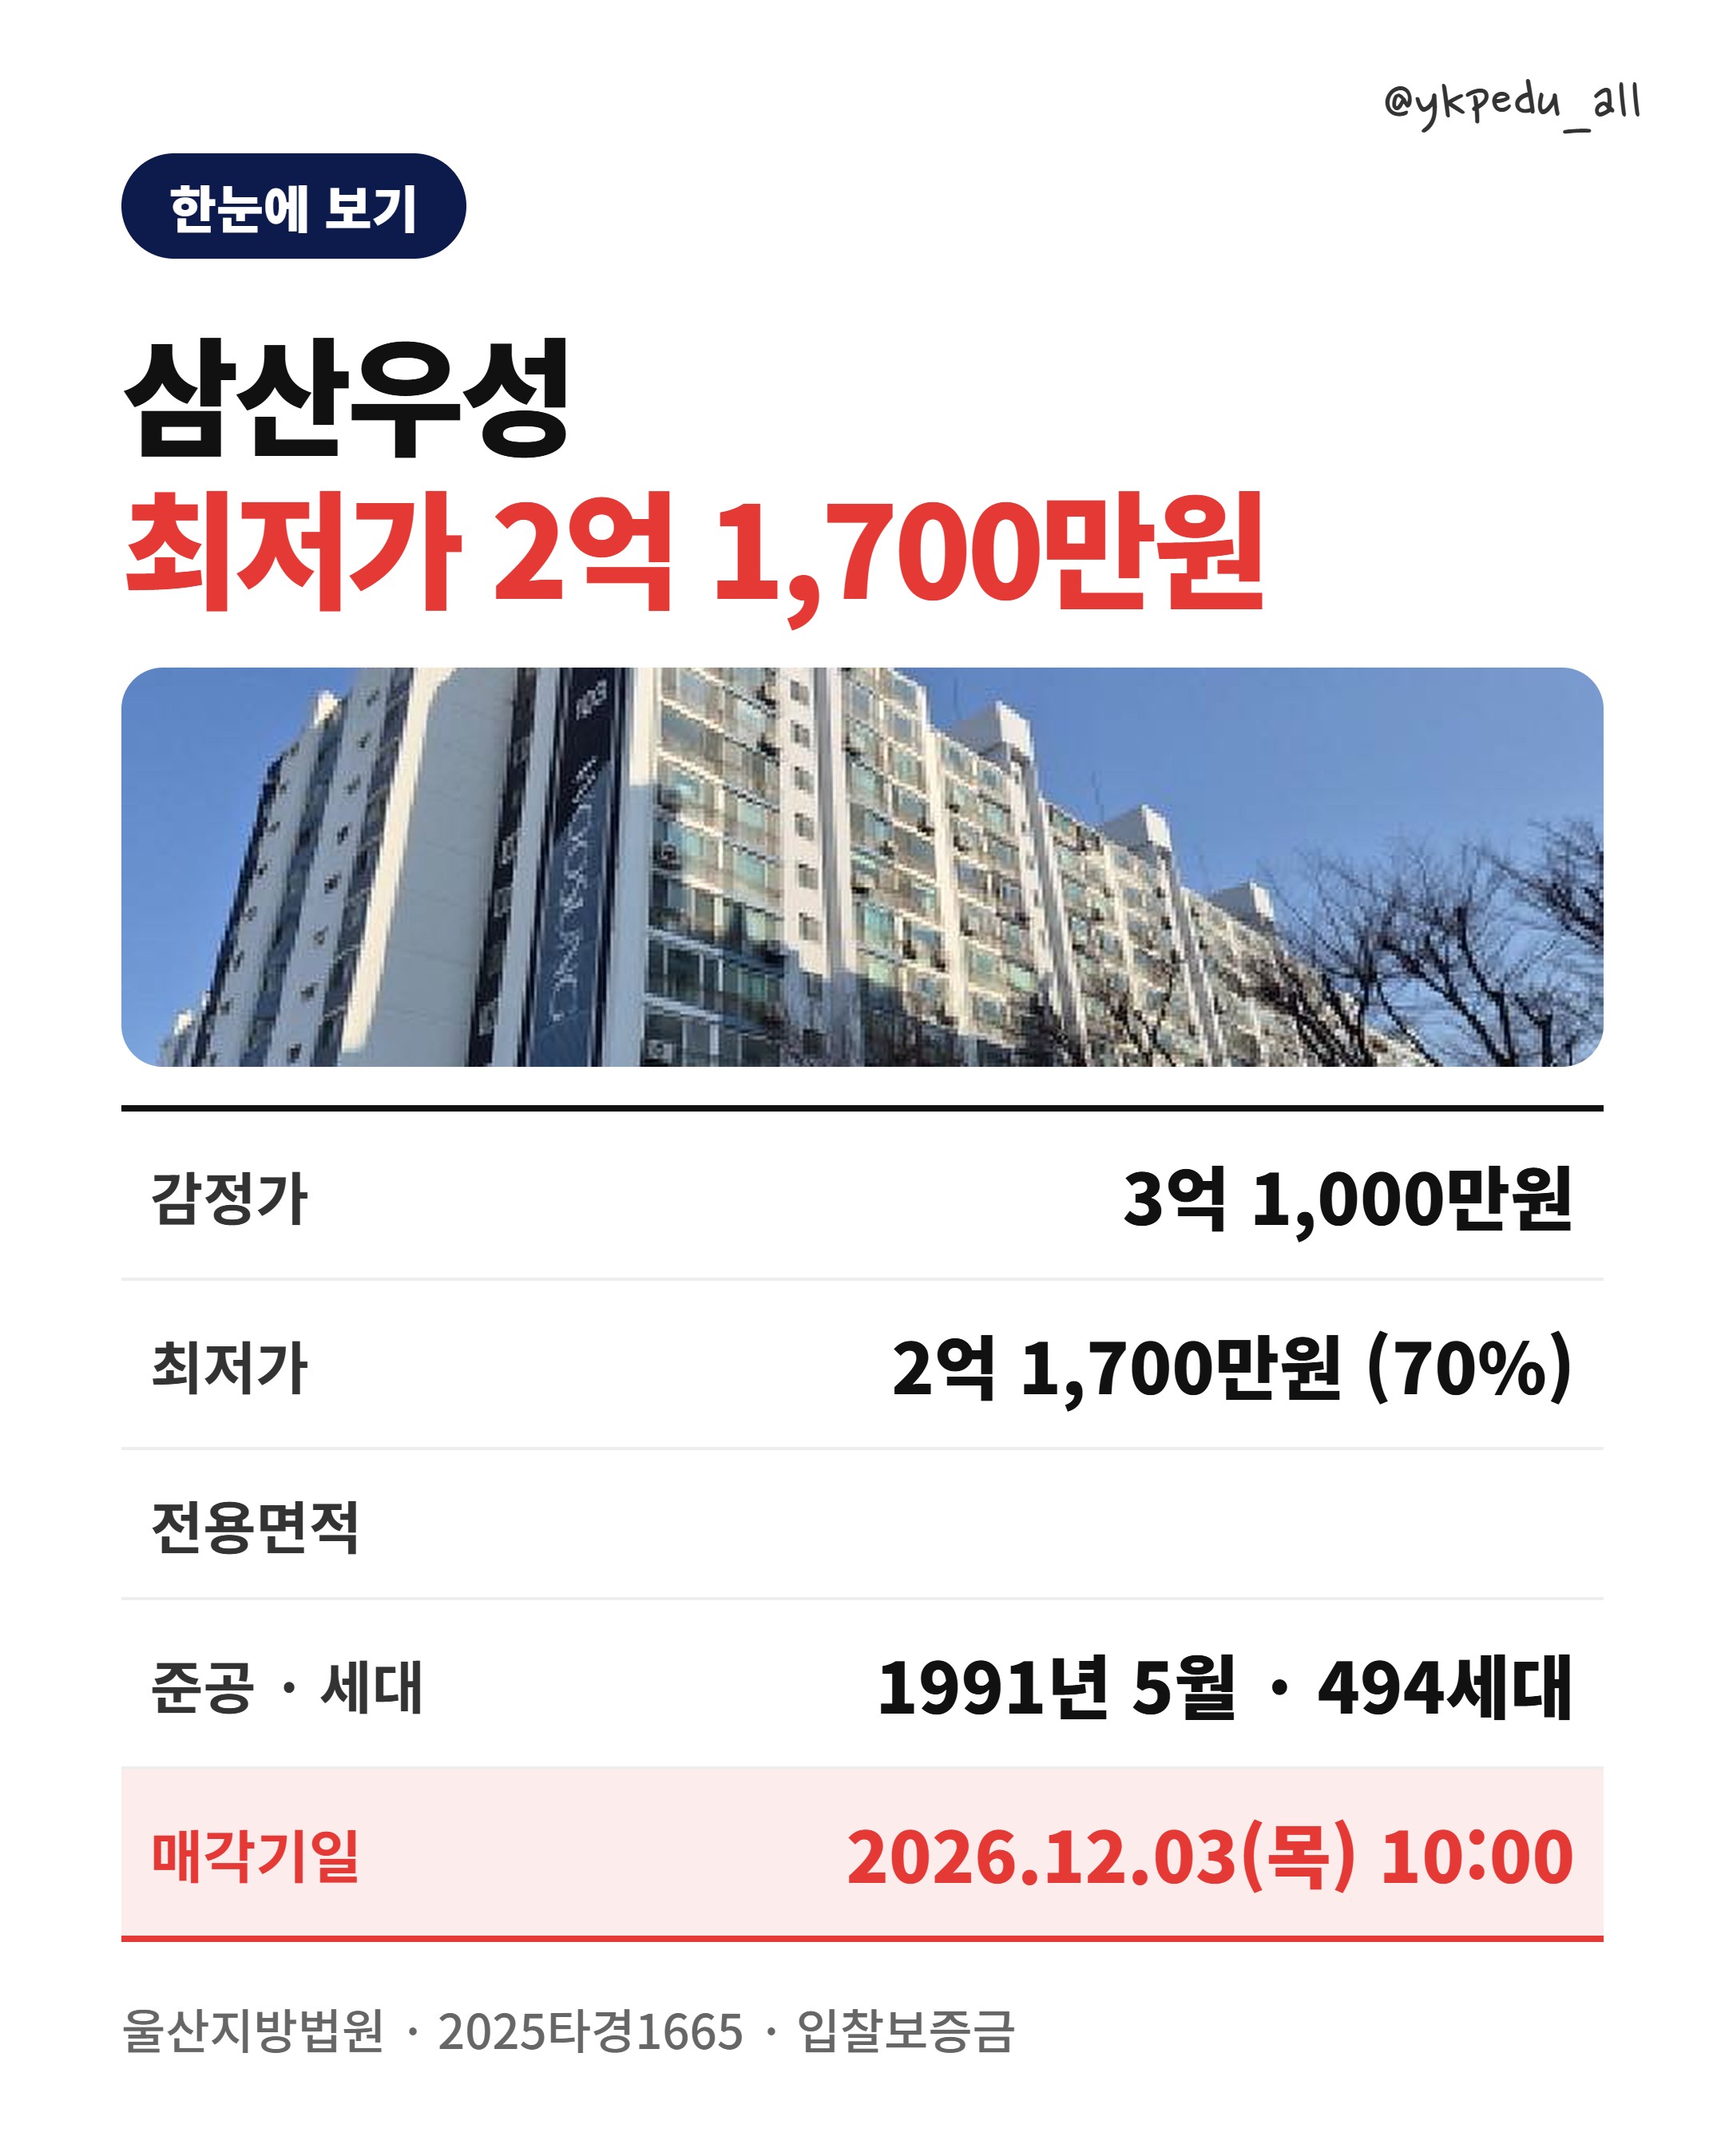 @ykpedu_all
한눈에 보기
삼산우성
최저가 2억 1,700만원
103
감정가 3억 1,000만원
최저가 2억 1,700만원 (70%)
전용면적
준공 · 세대 1991년 5월 · 494세대
매각기일 2026.12.03(목) 10:00
울산지방법원 · 2025타경1665 · 입찰보증금